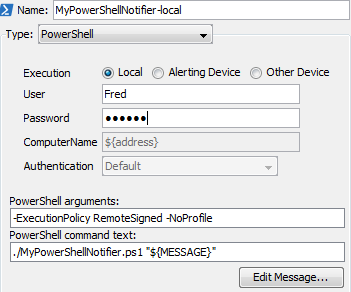 Name: MyPowerShellNotifier-local
Type: PowerShell
Execution Local Alerting Device Other Device
User Fred
Password ••••••
ComputerName ${address}
Authentication Default
PowerShell arguments:
-ExecutionPolicy RemoteSigned -NoProfile
PowerShell command text:
./MyPowerShellNotifier.ps1 "${MESSAGE}"
Edit Message...